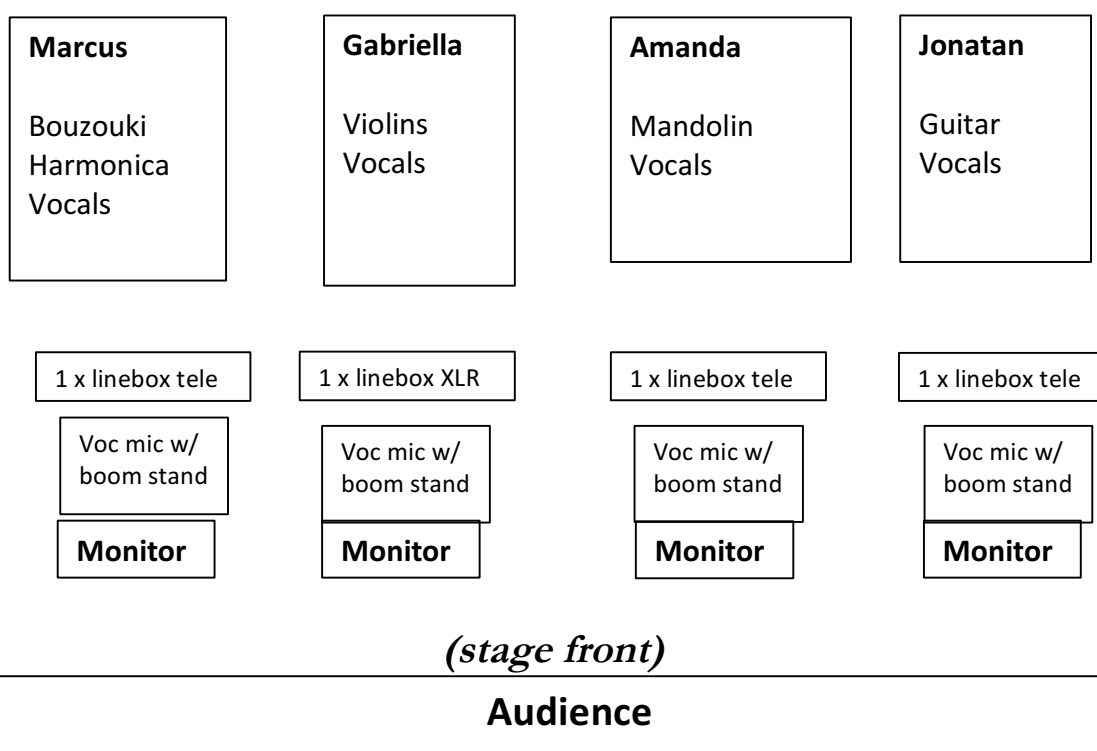 Marcus
Bouzouki
Harmonica
Vocals
Gabriella
Violins
Vocals
Amanda
Mandolin
Vocals
Jonatan
Guitar
Vocals
1 x linebox tele
1 x linebox XLR
1 x linebox tele
1 x linebox tele
Voc mic w/
boom stand
Voc mic w/
boom stand
Voc mic w/
boom stand
Voc mic w/
boom stand
Monitor
Monitor
Monitor
Monitor
(stage front)
Audience